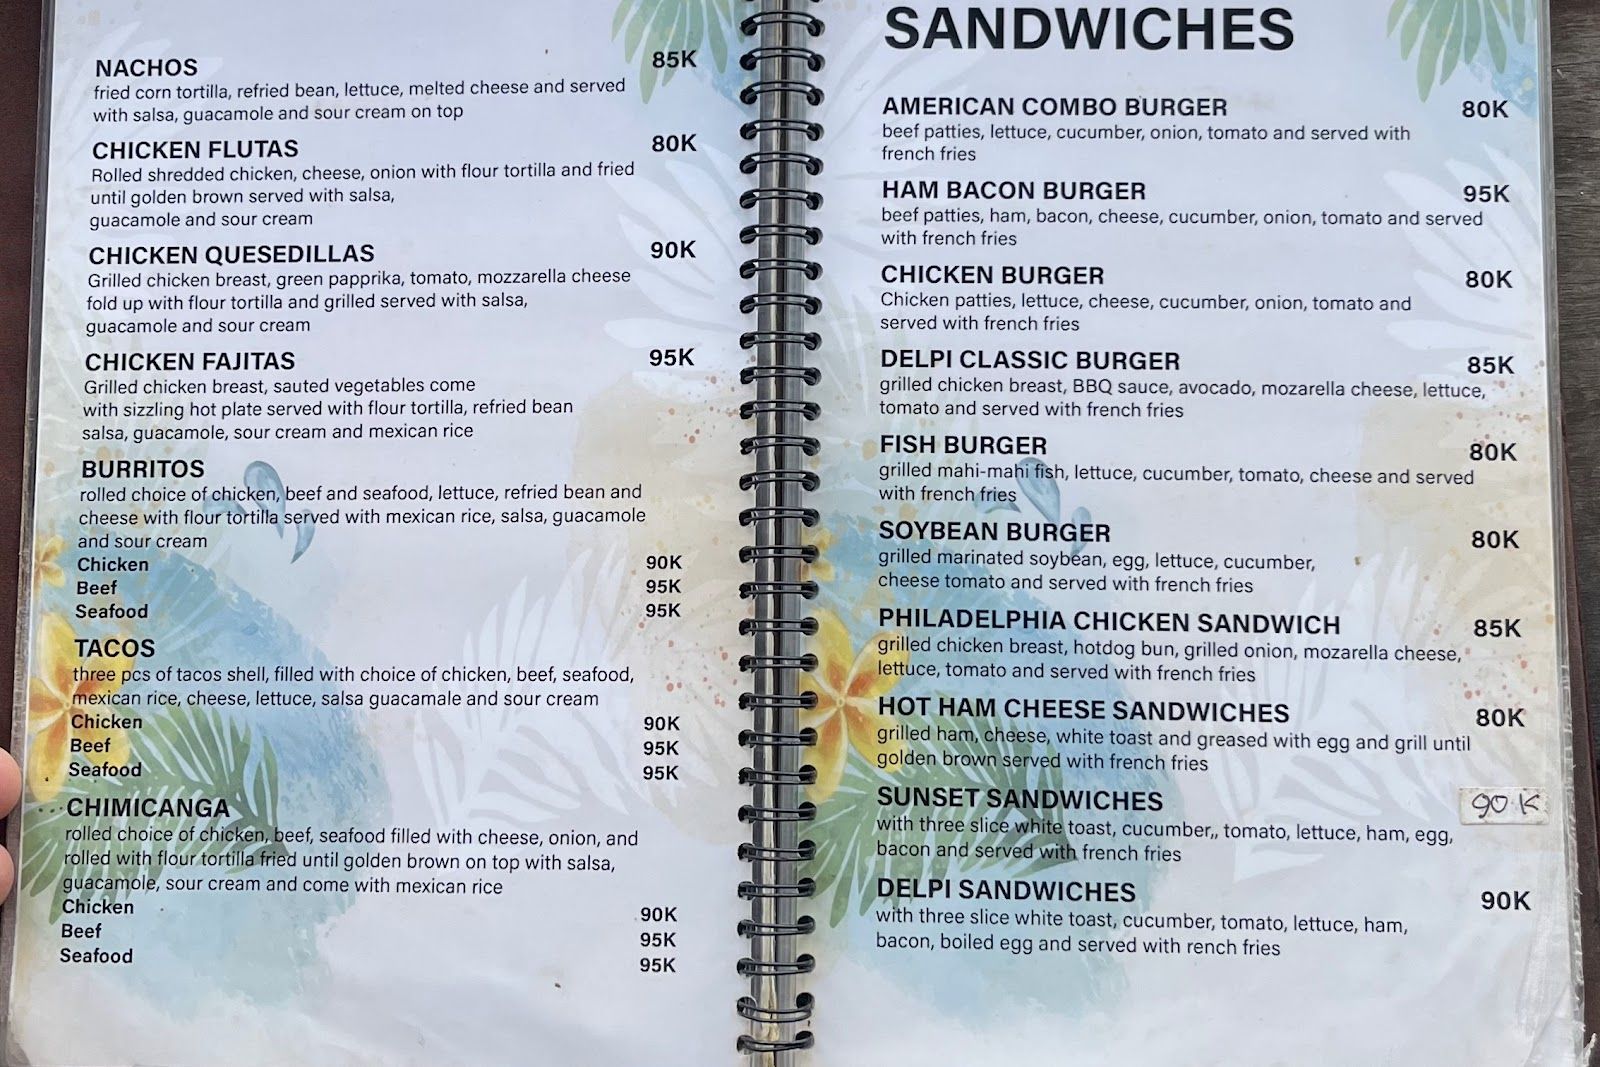 NACHOS 85K
fried corn tortilla, refried bean, lettuce, melted cheese and served
with salsa, guacamole and sour cream on top
CHICKEN FLUTAS 80K
Rolled shredded chicken, cheese, onion with flour tortilla and fried
until golden brown served with salsa,
guacamole and sour cream
CHICKEN QUESEDILLAS 90K
Grilled chicken breast, green papprika, tomato, mozzarella cheese
fold up with flour tortilla and grilled served with salsa,
guacamole and sour cream
CHICKEN FAJITAS 95K
Grilled chicken breast, sauted vegetables come
with sizzling hot plate served with flour tortilla, refried bean
salsa, guacamole, sour cream and mexican rice
BURRITOS
rolled choice of chicken, beef and seafood, lettuce, refried bean and
cheese with flour tortilla served with mexican rice, salsa, guacamole
and sour cream
Chicken 90K
Beef 95K
Seafood 95K
TACOS
three pcs of tacos shell, filled with choice of chicken, beef, seafood,
mexican rice, cheese, lettuce, salsa guacamale and sour cream
Chicken 90K
Beef 95K
Seafood 95K
CHIMICANGA
rolled choice of chicken, beef, seafood filled with cheese, onion, and
rolled with flour tortilla fried until golden brown on top with salsa,
guacamole, sour cream and come with mexican rice
Chicken 90K
Beef 95K
Seafood 95K
SANDWICHES
AMERICAN COMBO BURGER 80K
beef patties, lettuce, cucumber, onion, tomato and served with
french fries
HAM BACON BURGER 95K
beef patties, ham, bacon, cheese, cucumber, onion, tomato and served
with french fries
CHICKEN BURGER 80K
Chicken patties, lettuce, cheese, cucumber, onion, tomato and
served with french fries
DELPI CLASSIC BURGER 85K
grilled chicken breast, BBQ sauce, avocado, mozarella cheese, lettuce,
tomato and served with french fries
FISH BURGER 80K
grilled mahi-mahi fish, lettuce, cucumber, tomato, cheese and served
with french fries
SOYBEAN BURGER 80K
grilled marinated soybean, egg, lettuce, cucumber,
cheese tomato and served with french fries
PHILADELPHIA CHICKEN SANDWICH 85K
grilled chicken breast, hotdog bun, grilled onion, mozarella cheese,
lettuce, tomato and served with french fries
HOT HAM CHEESE SANDWICHES 80K
grilled ham, cheese, white toast and greased with egg and grill until
golden brown served with french fries
SUNSET SANDWICHES 90 K
with three slice white toast, cucumber,, tomato, lettuce, ham, egg,
bacon and served with french fries
DELPI SANDWICHES 90K
with three slice white toast, cucumber, tomato, lettuce, ham,
bacon, boiled egg and served with rench fries